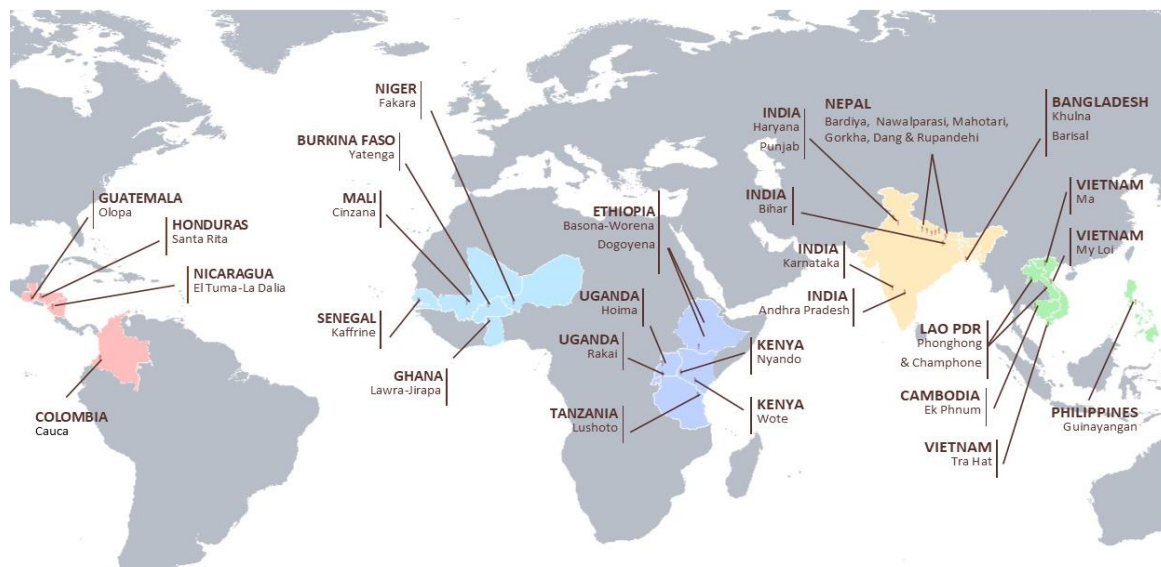 NIGER
Fakara
BURKINA FASO
Yatenga
MALI
Cinzana
SENEGAL
Kaffrine
GHANA
Lawra-Jirapa
GUATEMALA
Olopa
HONDURAS
Santa Rita
NICARAGUA
El Tuma-La Dalia
COLOMBIA
Cauca
ETHIOPIA
Basona-Worena
Dogoyena
UGANDA
Hoima
UGANDA
Rakai
TANZANIA
Lushoto
KENYA
Nyando
KENYA
Wote
INDIA
Haryana
Punjab
NEPAL
Bardiya, Nawalparasi, Mahotari,
Gorkha, Dang & Rupandehi
BANGLADESH
Khulna
Barisal
INDIA
Bihar
INDIA
Karnataka
INDIA
Andhra Pradesh
VIETNAM
Ma
VIETNAM
My Loi
LAO PDR
Phonghong
& Champhone
CAMBODIA
Ek Phnum
VIETNAM
Tra Hat
PHILIPPINES
Guinayangan